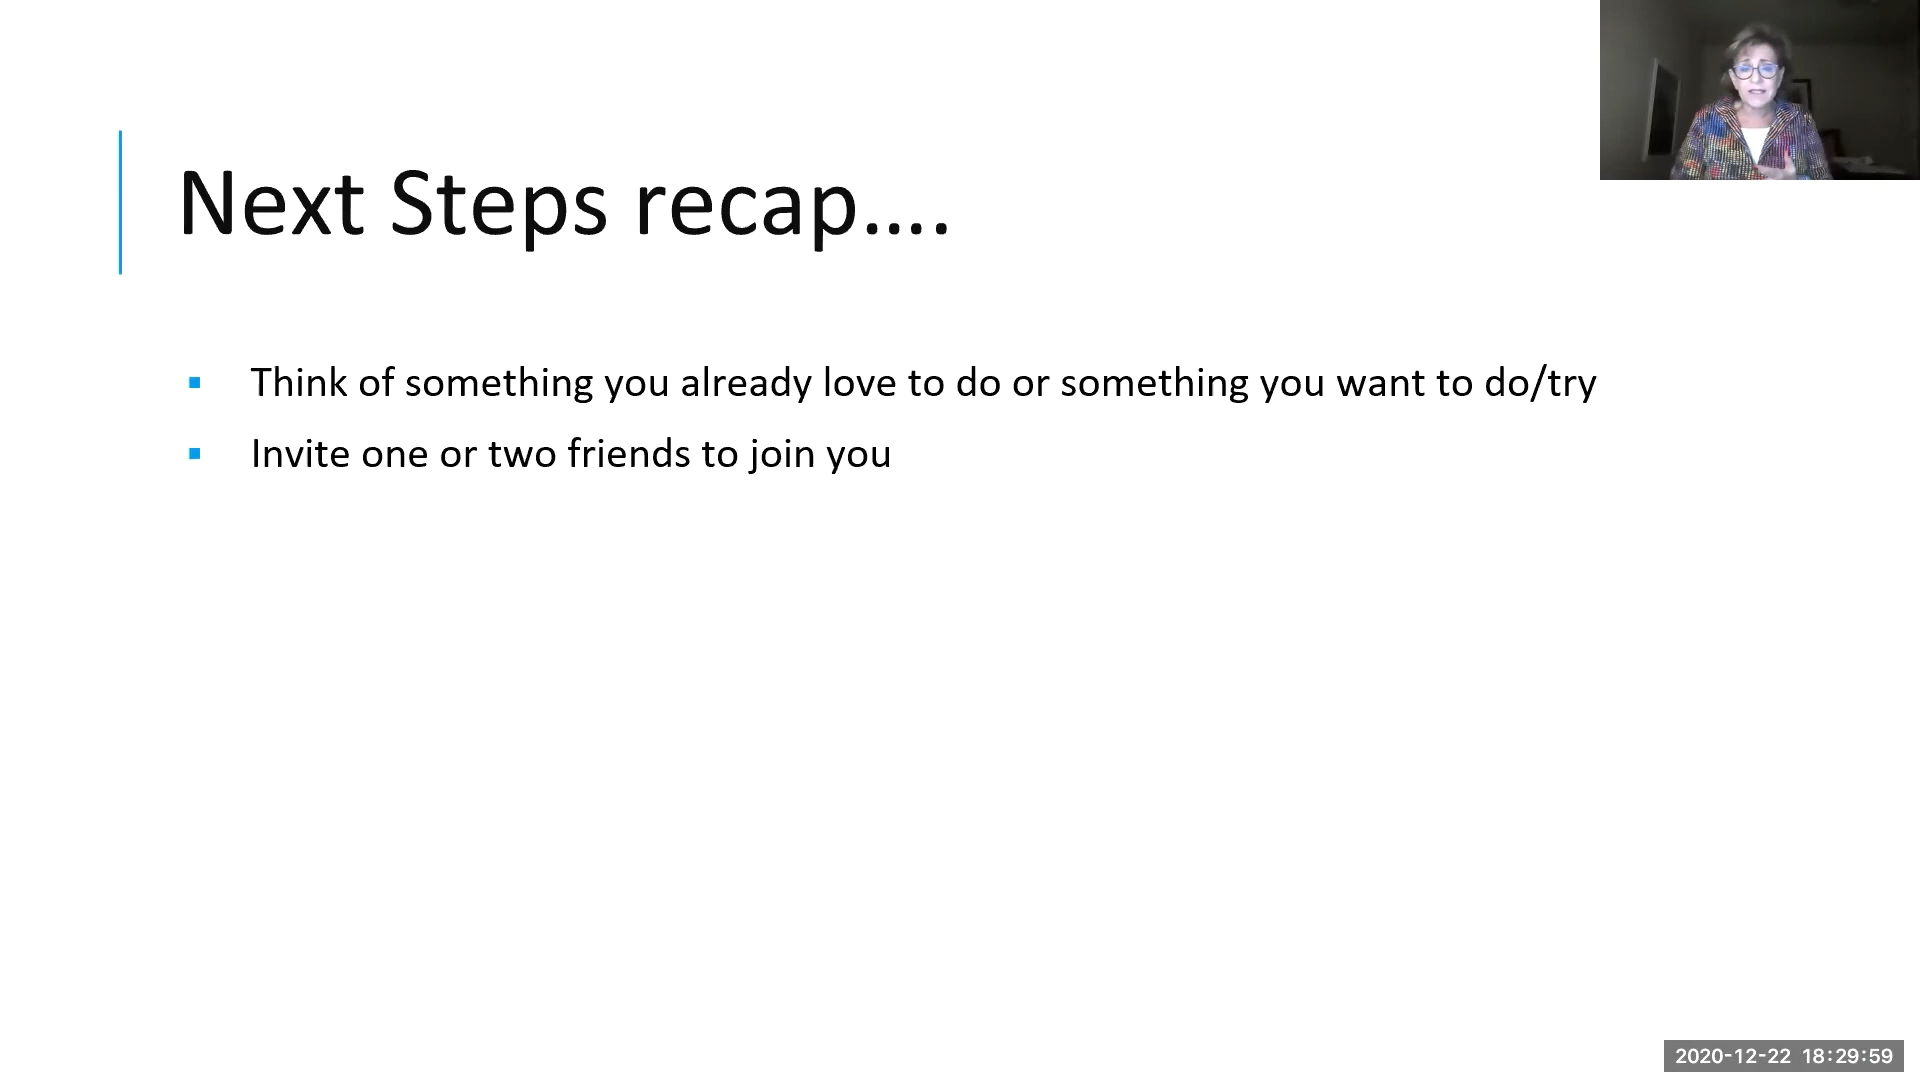 Next Steps recap....
Think of something you already love to do or something you want to do/try
Invite one or two friends to join you
2020-12-22 18:29:59